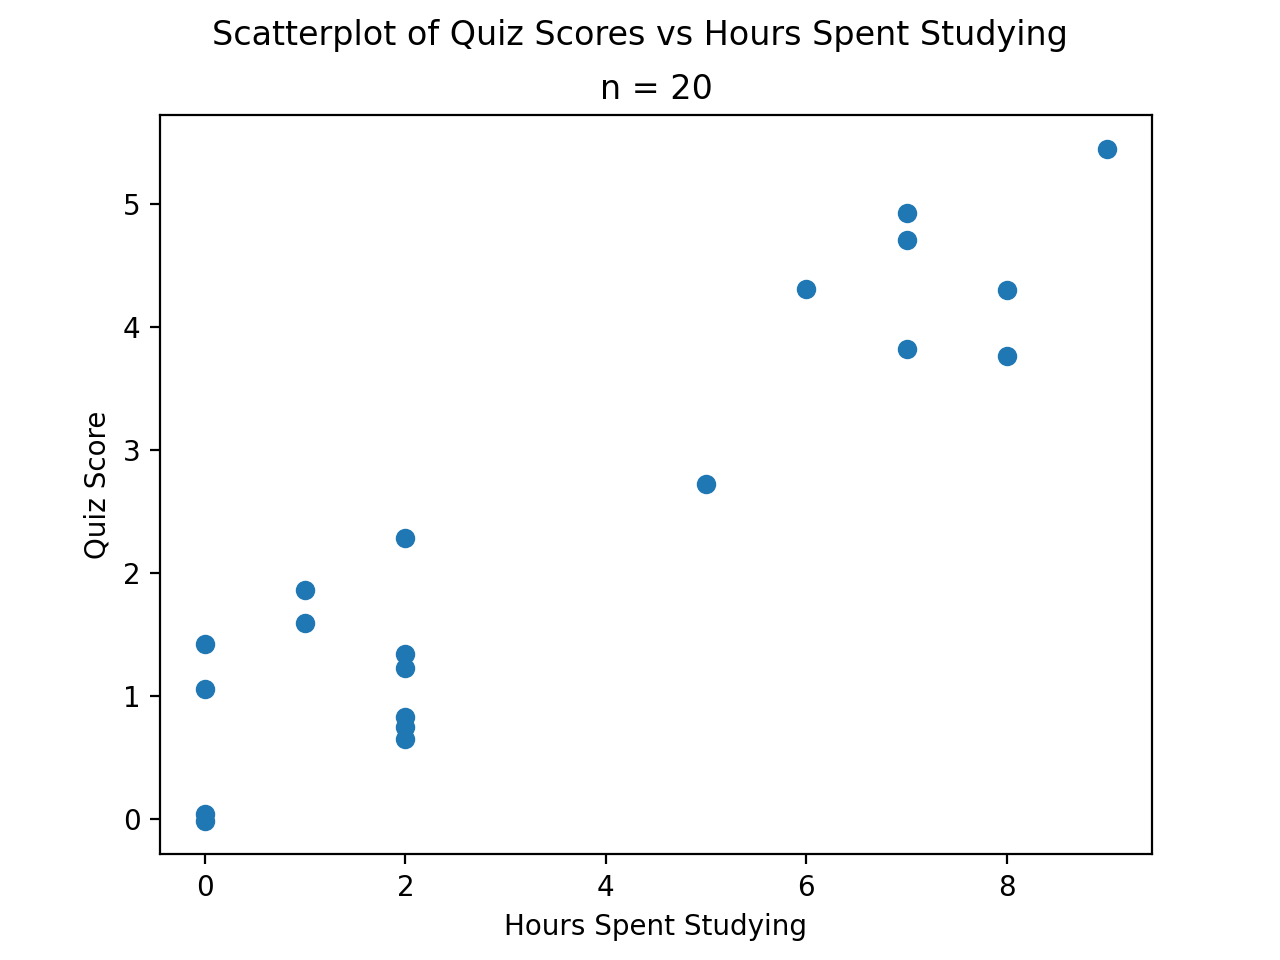 Scatterplot of Quiz Scores vs Hours Spent Studying
n = 20
5
4
3
2
1
0
Quiz Score
0 2 4 6 8
Hours Spent Studying